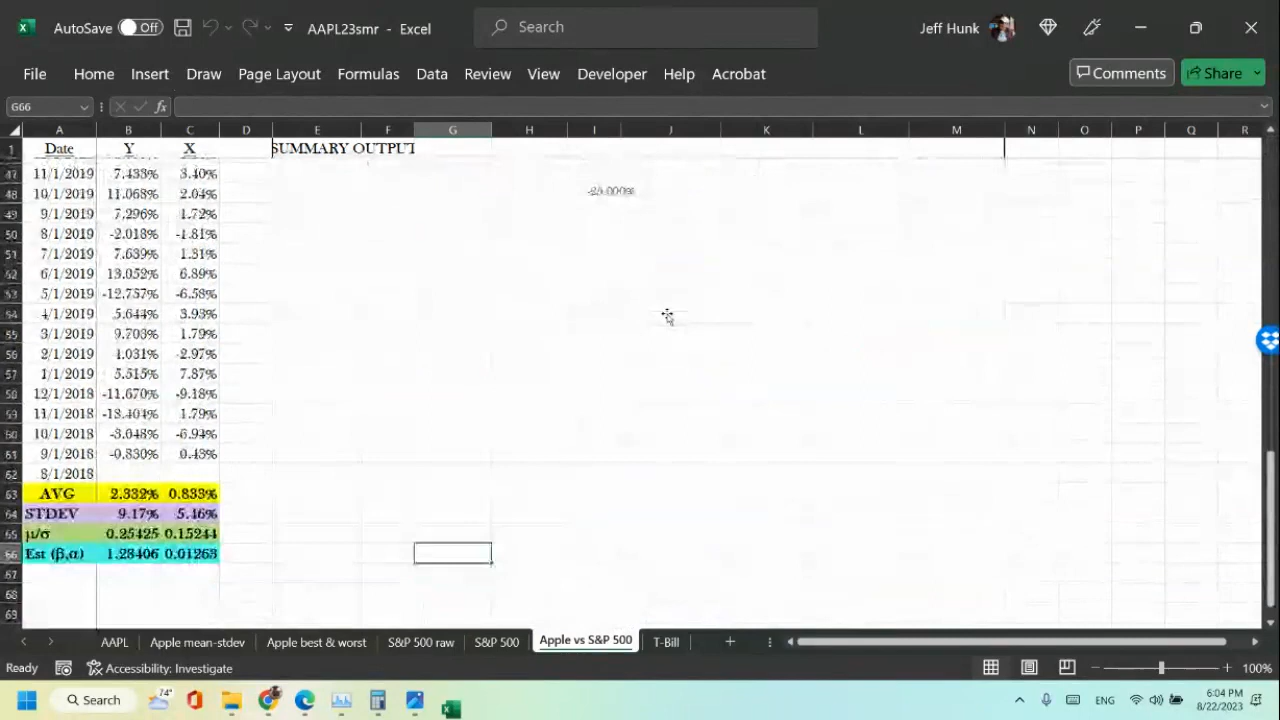 AutoSave Off AAPL23smr - Excel Search Jeff Hunk
File Home Insert Draw Page Layout Formulas Data Review View Developer Help Acrobat Comments Share
G66 fx
A B C D E F G H I J K L M N O P Q R
1 Date Y X SUMMARY OUTPUT
47 11/1/2019 7.433% 3.40%
48 10/1/2019 11.068% 2.04% -25.000%
49 9/1/2019 7.296% 1.72%
50 8/1/2019 -2.018% -1.81%
51 7/1/2019 7.639% 1.31%
52 6/1/2019 13.052% 6.89%
53 5/1/2019 -12.757% -6.58%
54 4/1/2019 5.644% 3.93%
55 3/1/2019 9.703% 1.79%
56 2/1/2019 4.031% -2.97%
57 1/1/2019 5.515% 7.87%
58 12/1/2018 -11.670% -9.18%
59 11/1/2018 -18.404% 1.79%
60 10/1/2018 -3.048% -6.94%
61 9/1/2018 -0.830% 0.43%
62 8/1/2018
63 AVG 2.332% 0.833%
64 STDEV 9.17% 5.46%
65 μ/σ 0.25425 0.15244
66 Est (β,α) 1.28406 0.01263
67
68
69
AAPL Apple mean-stdev Apple best & worst S&P 500 raw S&P 500 Apple vs S&P 500 T-Bill
Ready Accessibility: Investigate 100%
Search 74° ENG 6:04 PM
8/22/2023